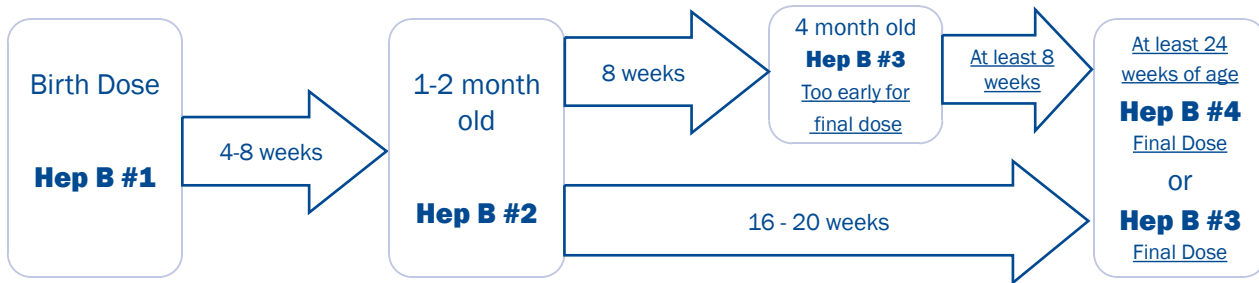 Birth Dose
Hep B #1
4-8 weeks
1-2 month
old
Hep B #2
8 weeks
4 month old
Hep B #3
Too early for
final dose
At least 8
weeks
16 - 20 weeks
At least 24
weeks of age
Hep B #4
Final Dose
or
Hep B #3
Final Dose